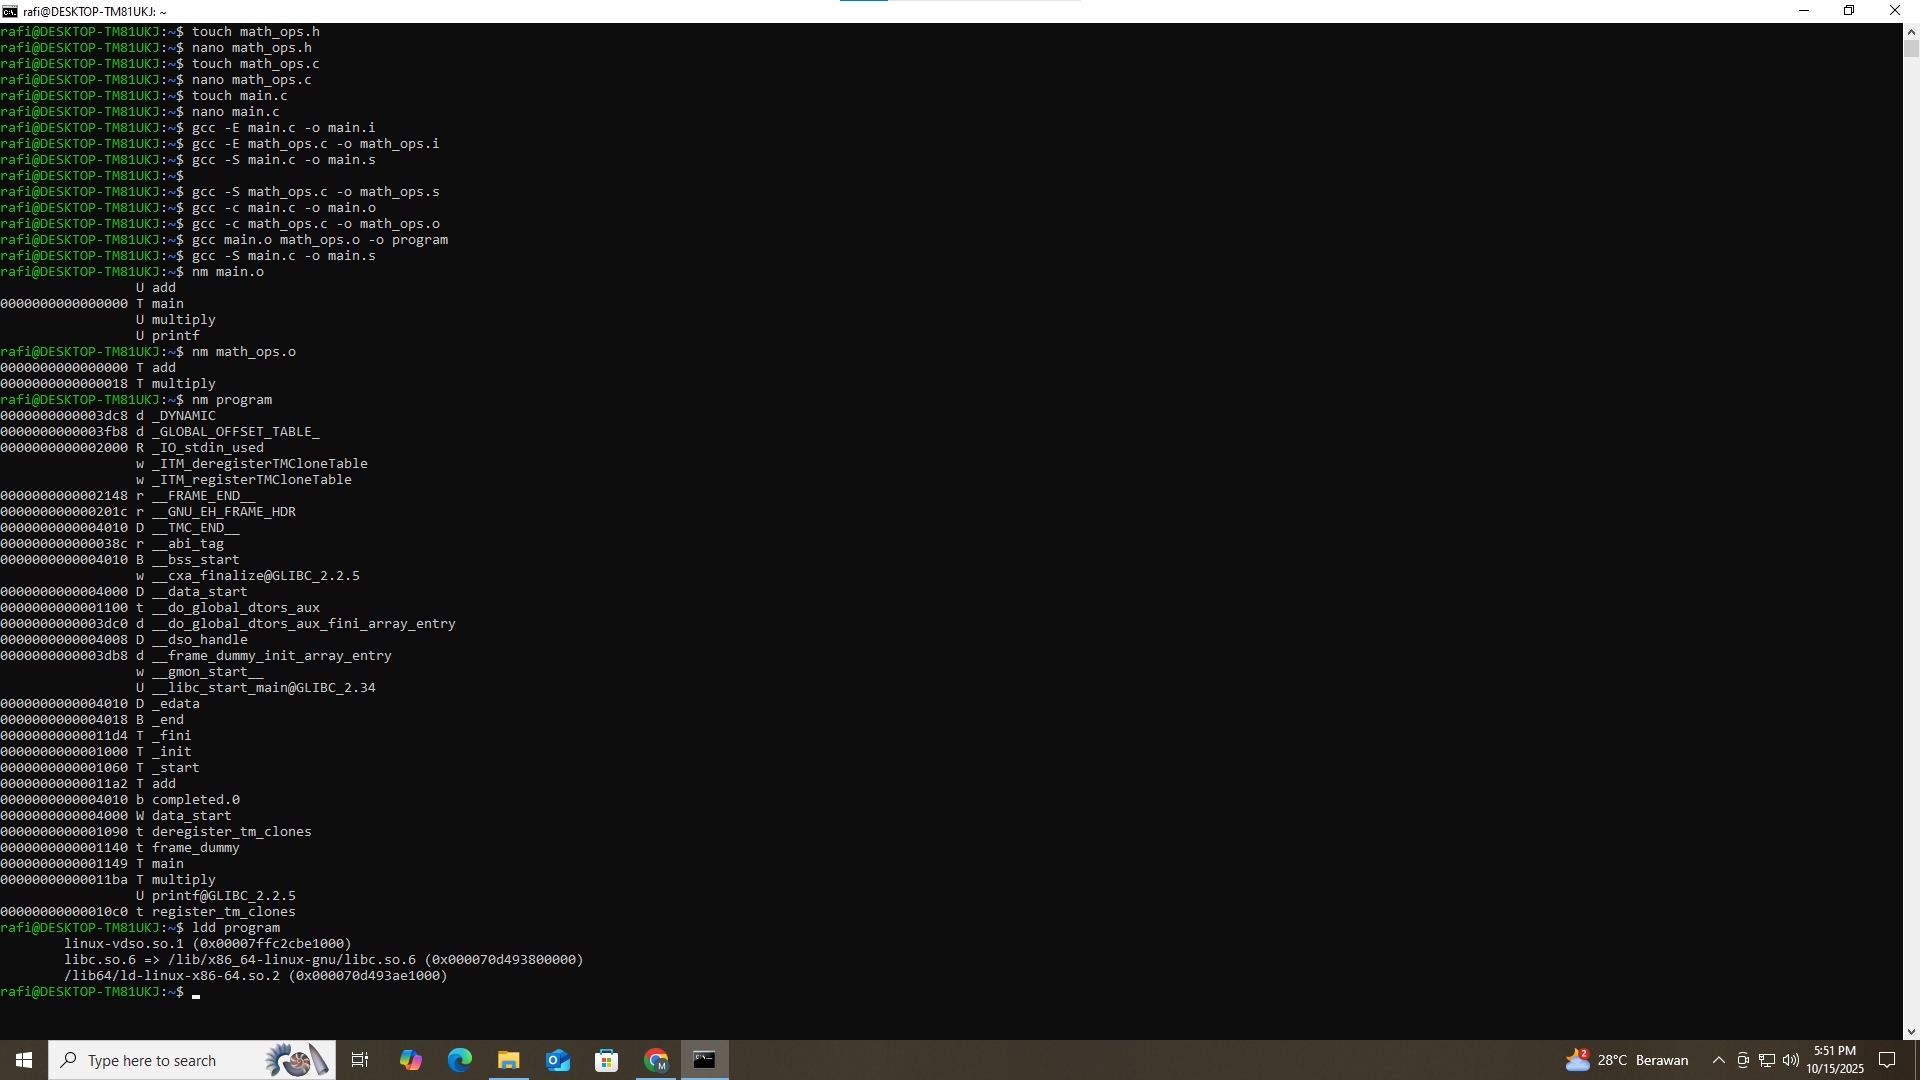 rafi@DESKTOP-TM81UKJ: ~
rafi@DESKTOP-TM81UKJ:~$ touch math_ops.h
rafi@DESKTOP-TM81UKJ:~$ nano math_ops.h
rafi@DESKTOP-TM81UKJ:~$ touch math_ops.c
rafi@DESKTOP-TM81UKJ:~$ nano math_ops.c
rafi@DESKTOP-TM81UKJ:~$ touch main.c
rafi@DESKTOP-TM81UKJ:~$ nano main.c
rafi@DESKTOP-TM81UKJ:~$ gcc -E main.c -o main.i
rafi@DESKTOP-TM81UKJ:~$ gcc -E math_ops.c -o math_ops.i
rafi@DESKTOP-TM81UKJ:~$ gcc -S main.c -o main.s
rafi@DESKTOP-TM81UKJ:~$
rafi@DESKTOP-TM81UKJ:~$ gcc -S math_ops.c -o math_ops.s
rafi@DESKTOP-TM81UKJ:~$ gcc -c main.c -o main.o
rafi@DESKTOP-TM81UKJ:~$ gcc -c math_ops.c -o math_ops.o
rafi@DESKTOP-TM81UKJ:~$ gcc main.o math_ops.o -o program
rafi@DESKTOP-TM81UKJ:~$ gcc -S main.c -o main.s
rafi@DESKTOP-TM81UKJ:~$ nm main.o
                 U add
0000000000000000 T main
                 U multiply
                 U printf
rafi@DESKTOP-TM81UKJ:~$ nm math_ops.o
0000000000000000 T add
0000000000000018 T multiply
rafi@DESKTOP-TM81UKJ:~$ nm program
0000000000003dc8 d _DYNAMIC
0000000000003fb8 d _GLOBAL_OFFSET_TABLE_
0000000000002000 R _IO_stdin_used
                 w _ITM_deregisterTMCloneTable
                 w _ITM_registerTMCloneTable
0000000000002148 r __FRAME_END__
000000000000201c r __GNU_EH_FRAME_HDR
0000000000004010 D __TMC_END__
000000000000038c r __abi_tag
0000000000004010 B __bss_start
                 w __cxa_finalize@GLIBC_2.2.5
0000000000004000 D __data_start
0000000000001100 t __do_global_dtors_aux
0000000000003dc0 d __do_global_dtors_aux_fini_array_entry
0000000000004008 D __dso_handle
0000000000003db8 d __frame_dummy_init_array_entry
                 w __gmon_start__
                 U __libc_start_main@GLIBC_2.34
0000000000004010 D _edata
0000000000004018 B _end
00000000000011d4 T _fini
0000000000001000 T _init
0000000000001060 T _start
00000000000011a2 T add
0000000000004010 b completed.0
0000000000004000 W data_start
0000000000001090 t deregister_tm_clones
0000000000001140 t frame_dummy
0000000000001149 T main
00000000000011ba T multiply
                 U printf@GLIBC_2.2.5
00000000000010c0 t register_tm_clones
rafi@DESKTOP-TM81UKJ:~$ ldd program
        linux-vdso.so.1 (0x00007ffc2cbe1000)
        libc.so.6 => /lib/x86_64-linux-gnu/libc.so.6 (0x000070d493800000)
        /lib64/ld-linux-x86-64.so.2 (0x000070d493ae1000)
rafi@DESKTOP-TM81UKJ:~$
Type here to search
M
2
28°C Berawan
5:51 PM
10/15/2025